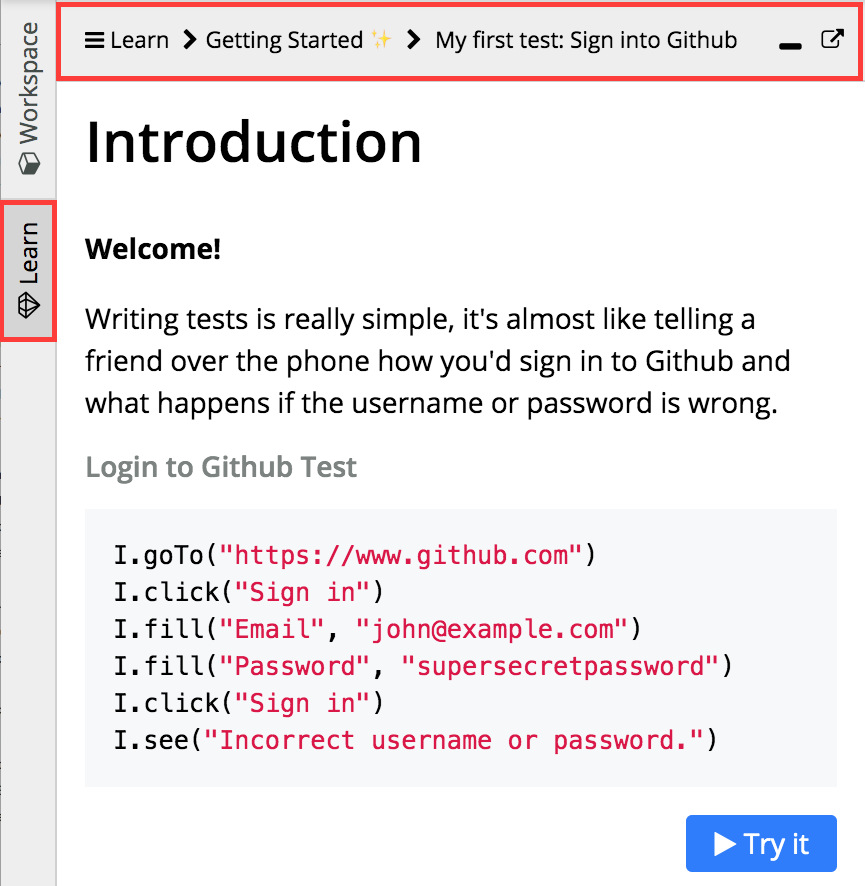 Workspace
Learn
Learn Getting Started ✨ My first test: Sign into Github
Introduction
Welcome!
Writing tests is really simple, it's almost like telling a
friend over the phone how you'd sign in to Github and
what happens if the username or password is wrong.
Login to Github Test
I.goTo("https://www.github.com")
I.click("Sign in")
I.fill("Email", "john@example.com")
I.fill("Password", "supersecretpassword")
I.click("Sign in")
I.see("Incorrect username or password.")
Try it